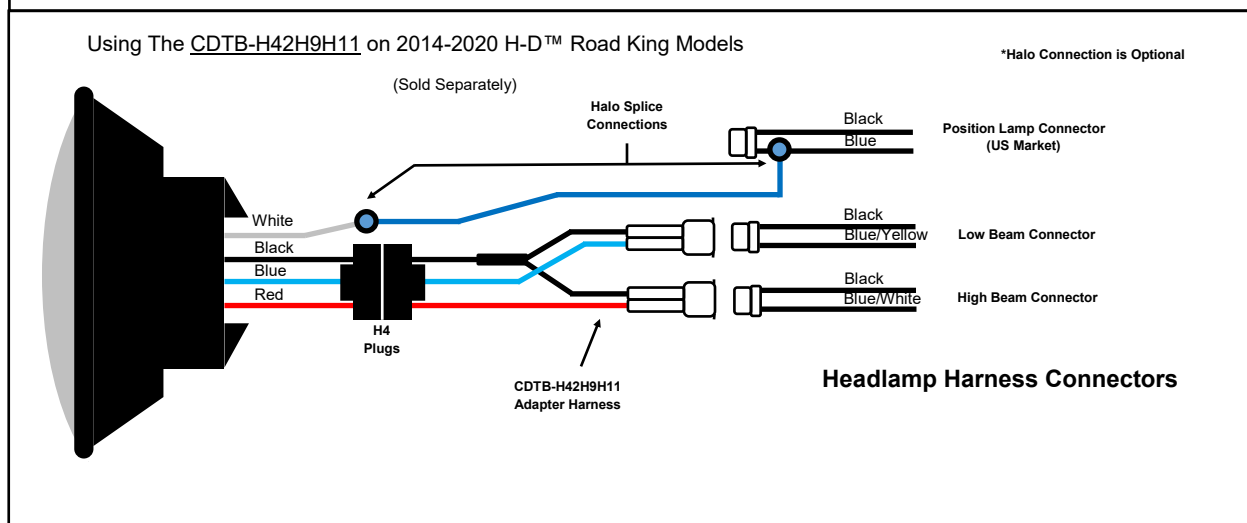 Using The CDTB-H42H9H11 on 2014-2020 H-D™ Road King Models
*Halo Connection is Optional
(Sold Separately)
Halo Splice
Connections
Black
Blue
Position Lamp Connector
(US Market)
White
Black
Blue
Red
H4
Plugs
Black
Blue/Yellow
Low Beam Connector
Black
Blue/White
High Beam Connector
CDTB-H42H9H11
Adapter Harness
Headlamp Harness Connectors